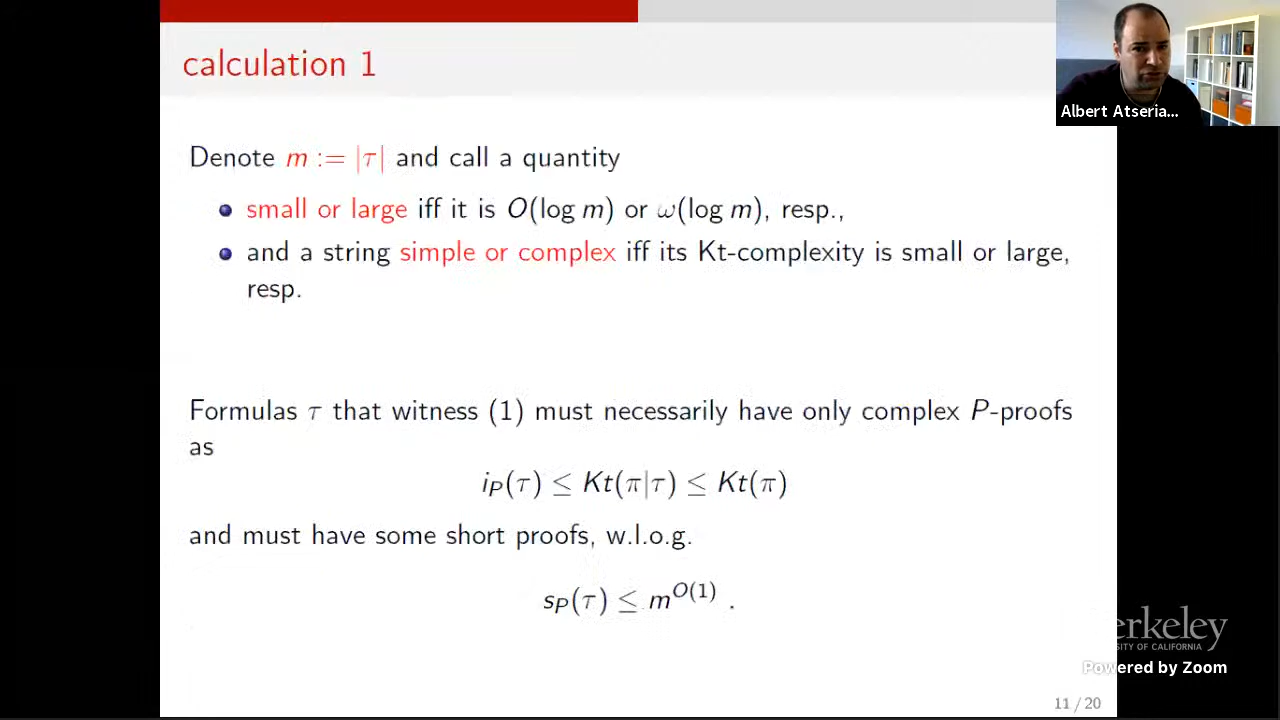 calculation 1
Albert Atseria...
Denote m := |τ| and call a quantity
small or large iff it is O(log m) or ω(log m), resp.,
and a string simple or complex iff its Kt-complexity is small or large,
resp.
Formulas τ that witness (1) must necessarily have only complex P-proofs
as
i_P(τ) ≤ Kt(π|τ) ≤ Kt(π)
and must have some short proofs, w.l.o.g.
s_P(τ) ≤ m^{O(1)} .
erkeley
SITY OF CALIFORNIA
Powered by Zoom
11 / 20